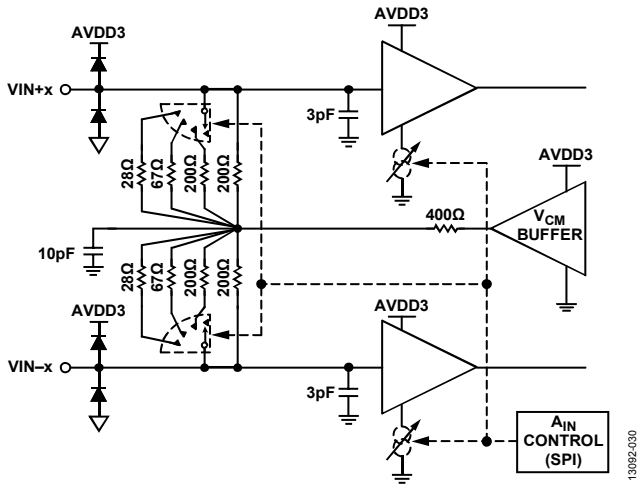 AVDD3
AVDD3
VIN+x
3pF
28Ω
67Ω
200Ω
200Ω
AVDD3
400Ω
VCM
BUFFER
10pF
28Ω
67Ω
200Ω
200Ω
AVDD3
AVDD3
VIN–x
3pF
AIN
CONTROL
(SPI)
13092-030